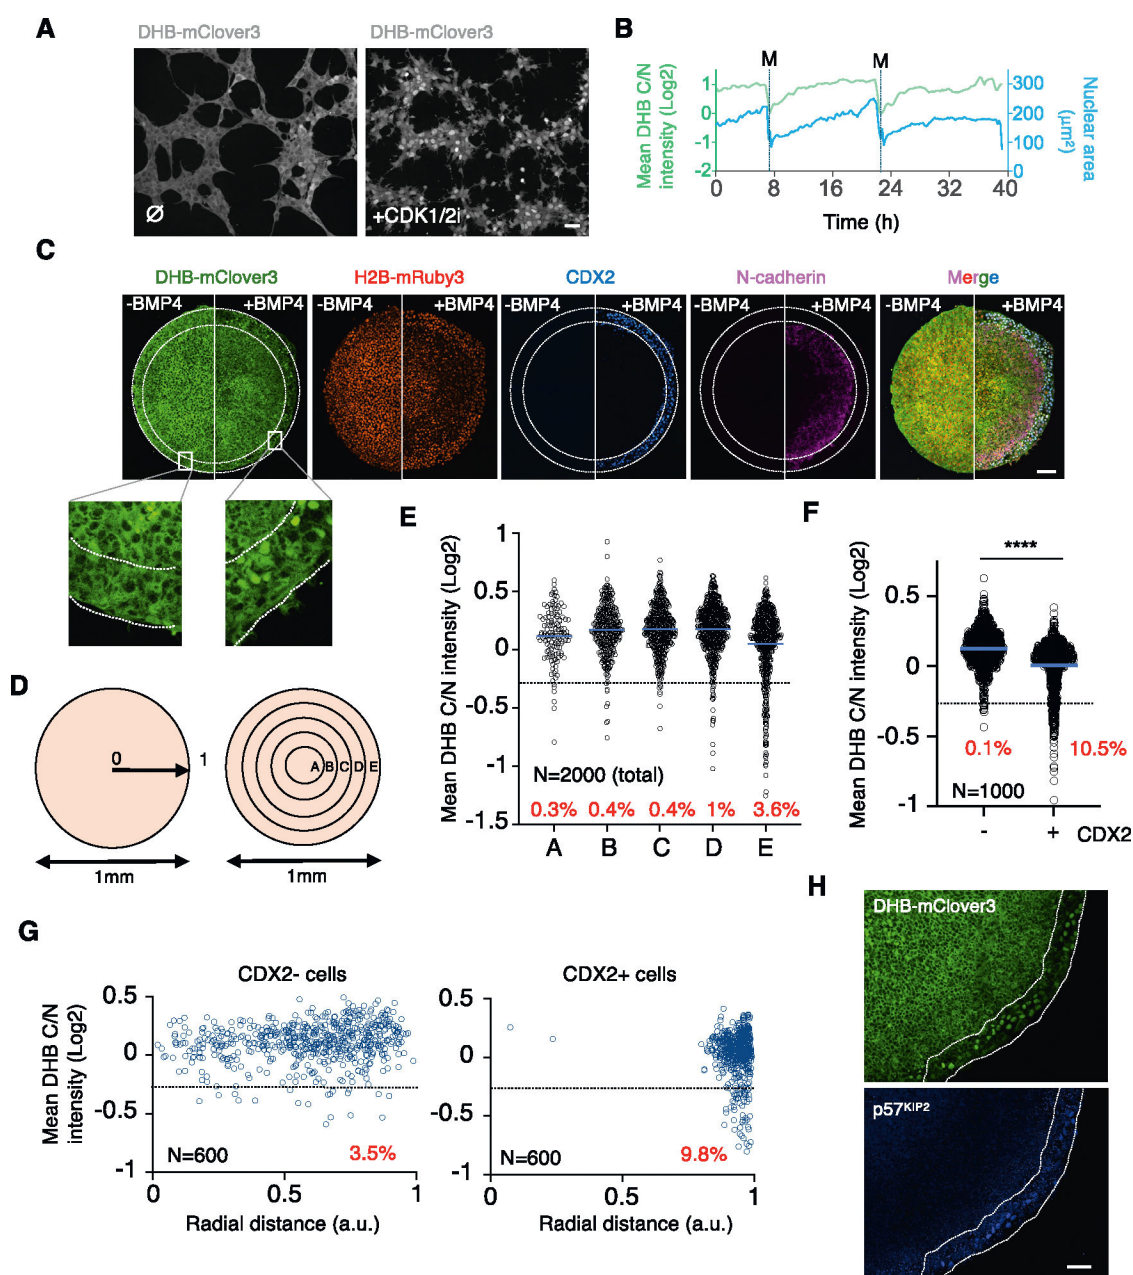 A
DHB-mClover3
DHB-mClover3
Ø
+CDK1/2i
B
M
M
Mean DHB C/N
intensity (Log2)
1
0
-1
-2
300
200
100
0
Nuclear area
(µm²)
0
8
16
24
32
40
Time (h)
C
DHB-mClover3
H2B-mRuby3
CDX2
N-cadherin
Merge
-BMP4
+BMP4
-BMP4
+BMP4
-BMP4
+BMP4
-BMP4
+BMP4
-BMP4
+BMP4
D
0
1
1mm
A B C D E
1mm
E
Mean DHB C/N intensity (Log2)
1
0.5
0
-0.5
-1
-1.5
N=2000 (total)
0.3%
0.4%
0.4%
1%
3.6%
A
B
C
D
E
F
****
Mean DHB C/N intensity (Log2)
0.5
0
-0.5
-1
0.1%
10.5%
N=1000
-
+
CDX2
G
CDX2- cells
Mean DHB C/N
intensity (Log2)
0.5
0
-0.5
-1
N=600
3.5%
0
0.5
1
Radial distance (a.u.)
CDX2+ cells
0.5
0
-0.5
-1
N=600
9.8%
0
0.5
1
Radial distance (a.u.)
H
DHB-mClover3
p57KIP2